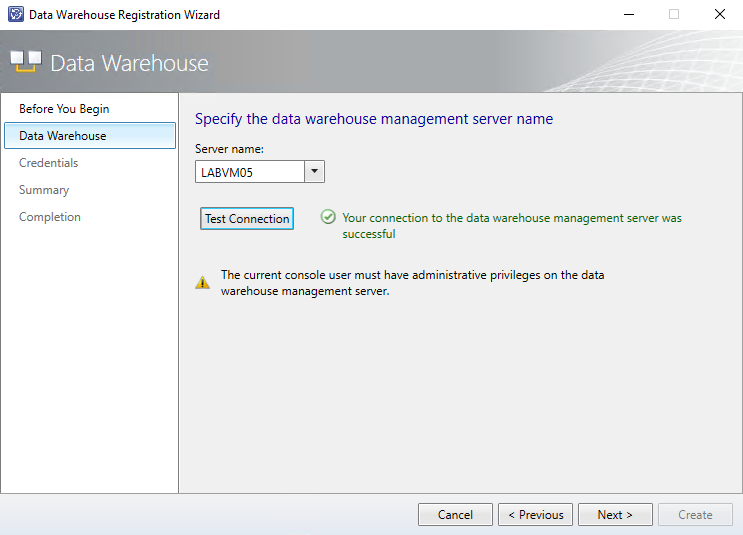 Data Warehouse Registration Wizard
Data Warehouse
Before You Begin
Data Warehouse
Credentials
Summary
Completion
Specify the data warehouse management server name
Server name:
LABVM05
Test Connection
Your connection to the data warehouse management server was
successful
The current console user must have administrative privileges on the data
warehouse management server.
Cancel
< Previous
Next >
Create